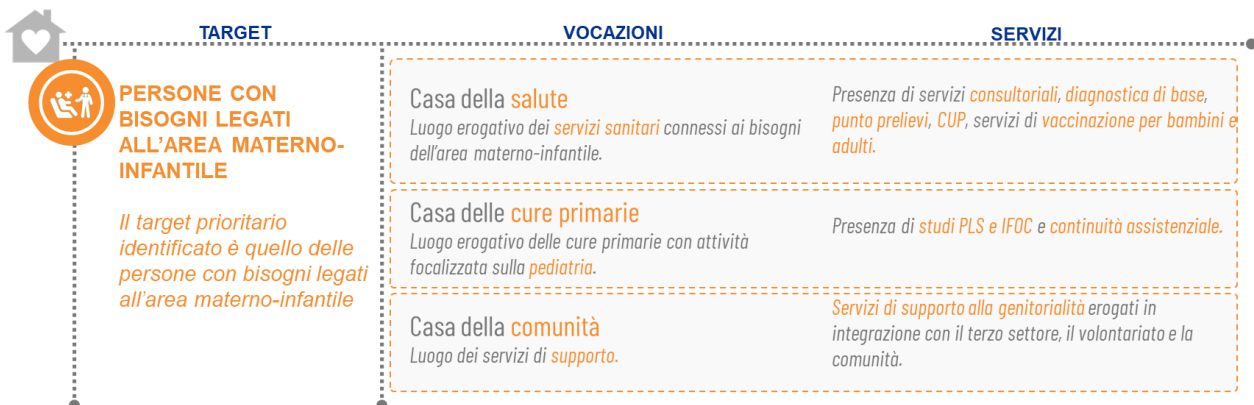 TARGET
VOCAZIONI
SERVIZI
PERSONE CON
BISOGNI LEGATI
ALL'AREA MATERNO-
INFANTILE
Il target prioritario
identificato è quello delle
persone con bisogni legati
all'area materno-infantile
Casa della salute
Luogo erogativo dei servizi sanitari connessi ai bisogni
dell'area materno-infantile.
Presenza di servizi consultoriali, diagnostica di base,
punto prelievi, CUP, servizi di vaccinazione per bambini e
adulti.
Casa delle cure primarie
Luogo erogativo delle cure primarie con attività
focalizzata sulla pediatria.
Presenza di studi PLS e IFOC e continuità assistenziale.
Casa della comunità
Luogo dei servizi di supporto.
Servizi di supporto alla genitorialità erogati in
integrazione con il terzo settore, il volontariato e la
comunità.